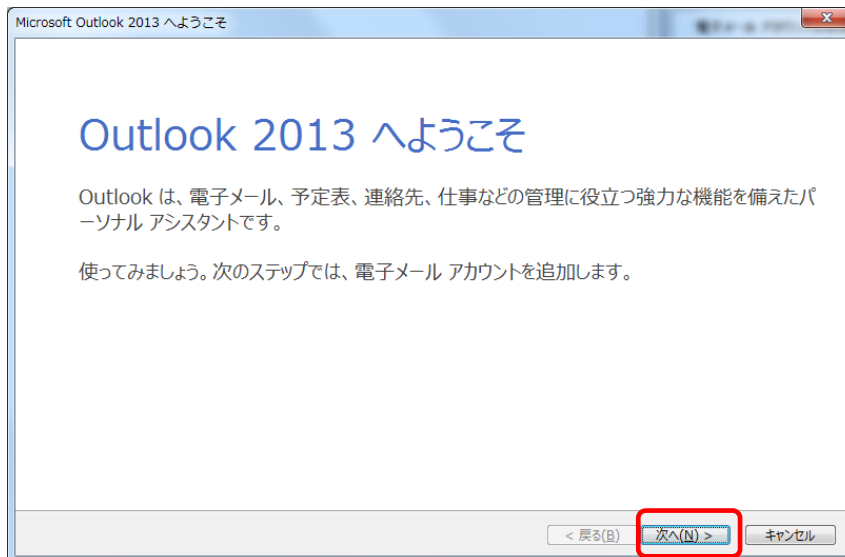 Microsoft Outlook 2013 へようこそ
Outlook 2013 へようこそ
Outlook は、電子メール、予定表、連絡先、仕事などの管理に役立つ強力な機能を備えたパ
ーソナル アシスタントです。
使ってみましょう。次のステップでは、電子メール アカウントを追加します。
< 戻る(B) 次へ(N) > キャンセル